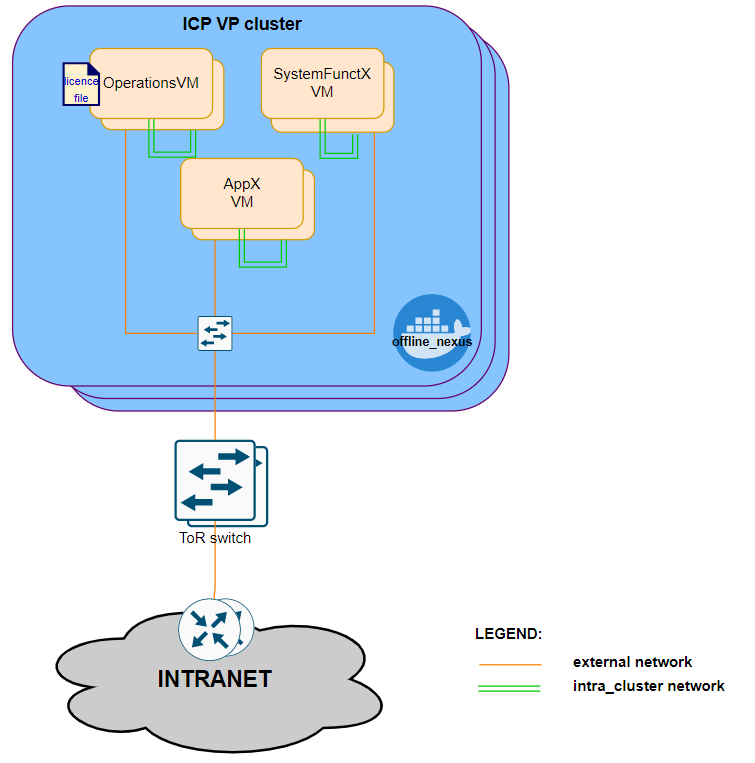 ICP VP cluster
licence
file
OperationsVM
SystemFunctX
VM
AppX
VM
offline_nexus
ToR switch
INTRANET
LEGEND:
external network
intra_cluster network